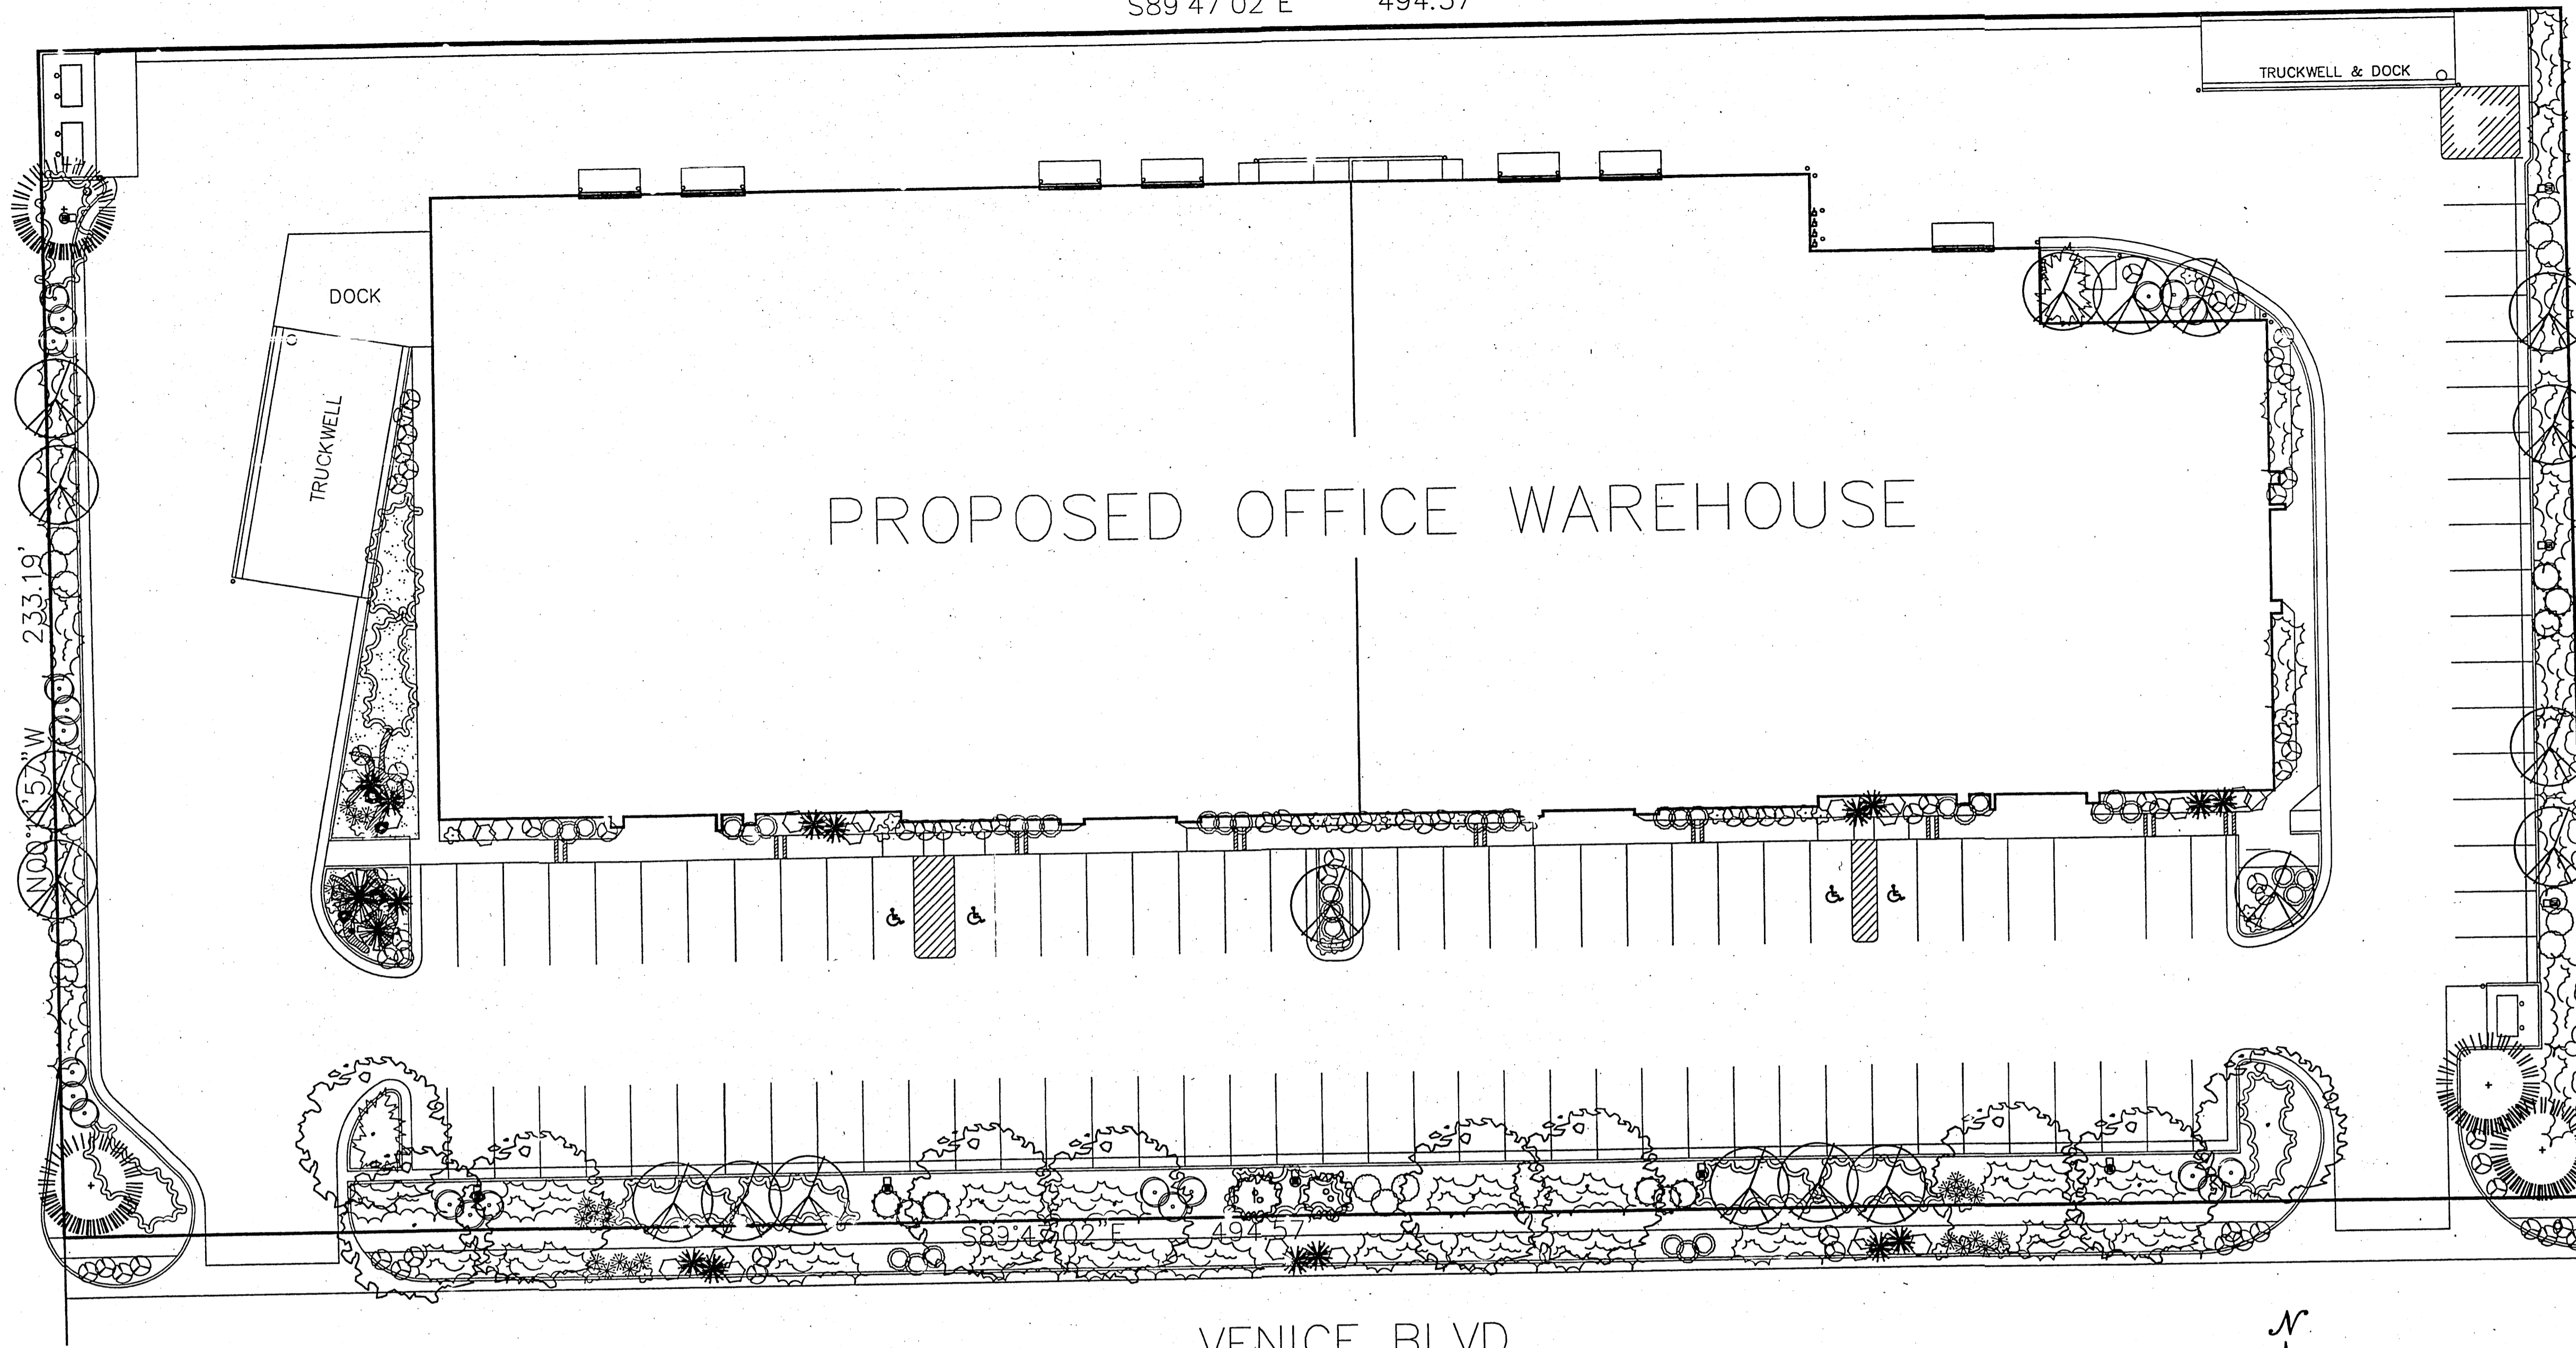 S89°47'02"E 494.57'
TRUCKWELL & DOCK
DOCK
TRUCKWELL
PROPOSED OFFICE WAREHOUSE
233.19'
S89°47'02"E 494.57'
VENICE BLVD
N